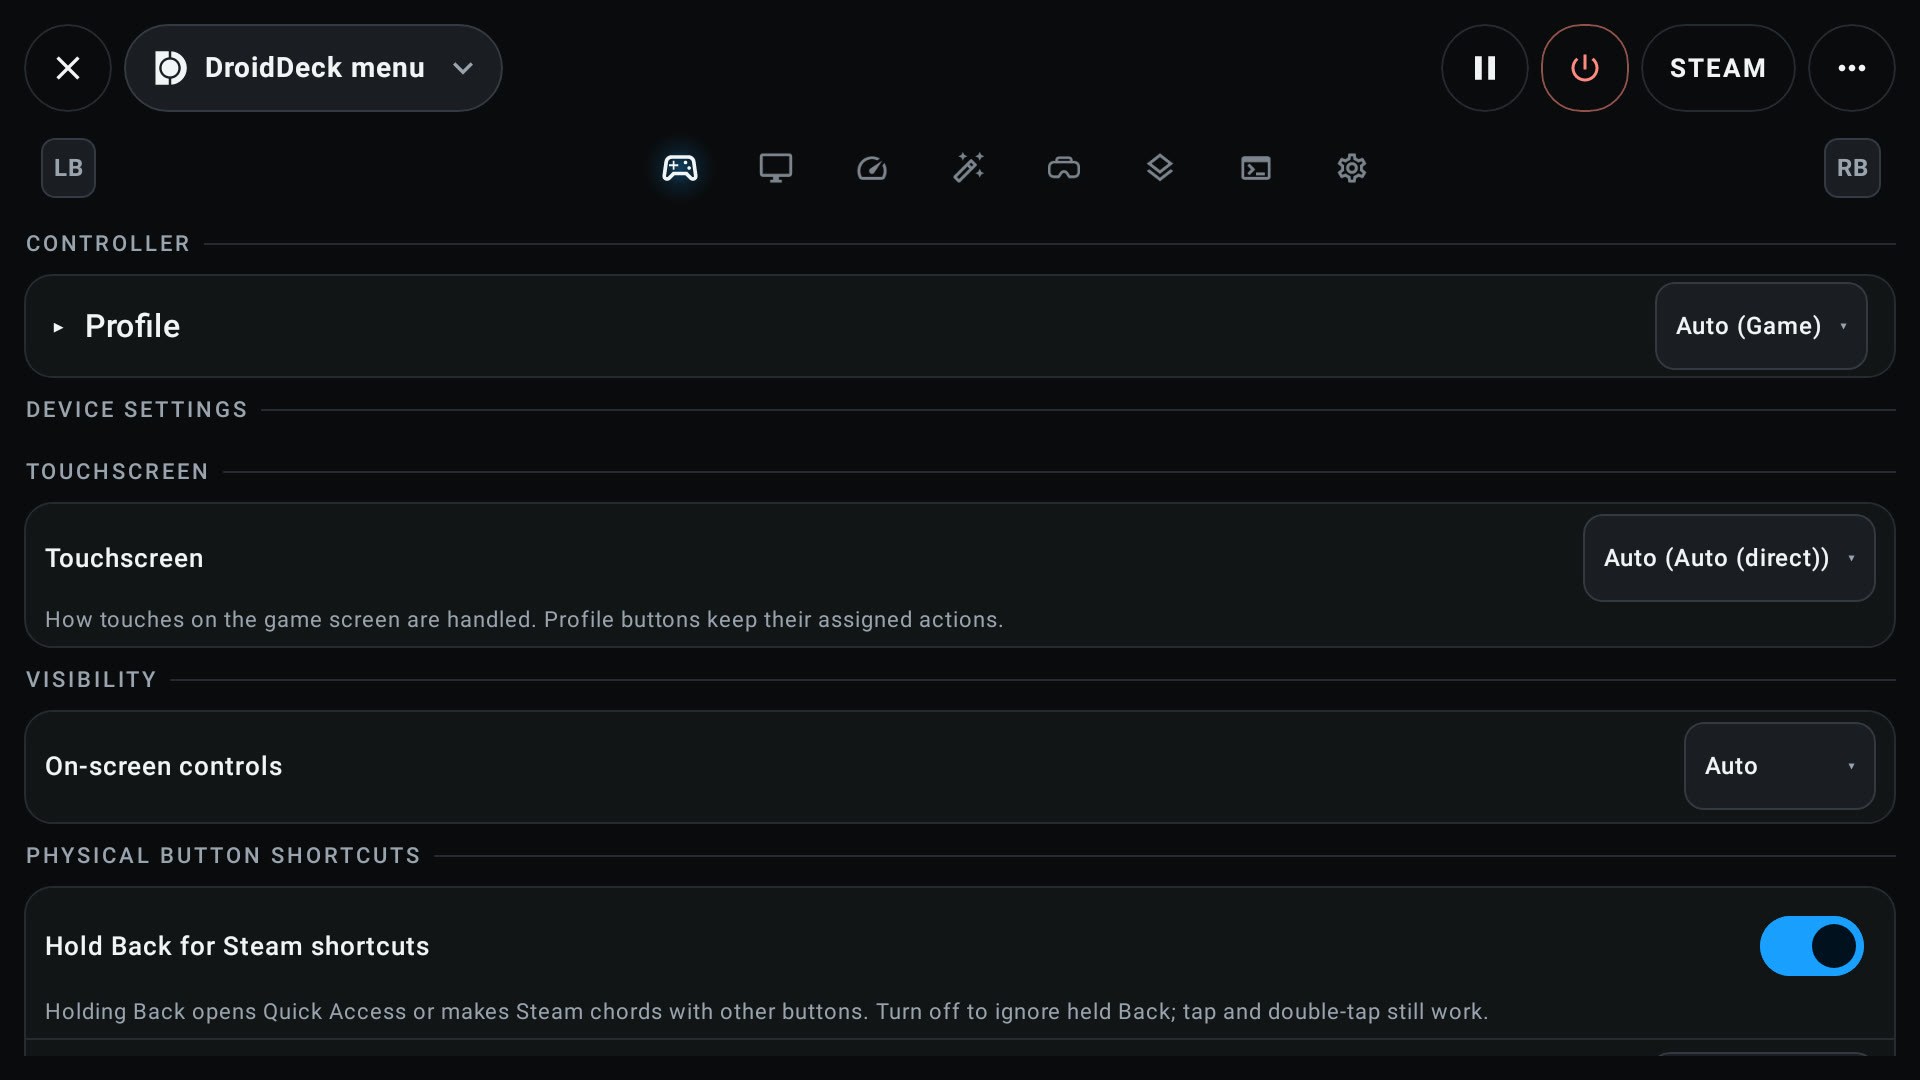 DroidDeck menu
STEAM
LB
RB
CONTROLLER
Profile
Auto (Game)
DEVICE SETTINGS
TOUCHSCREEN
Touchscreen
Auto (Auto (direct))
How touches on the game screen are handled. Profile buttons keep their assigned actions.
VISIBILITY
On-screen controls
Auto
PHYSICAL BUTTON SHORTCUTS
Hold Back for Steam shortcuts
Holding Back opens Quick Access or makes Steam chords with other buttons. Turn off to ignore held Back; tap and double-tap still work.